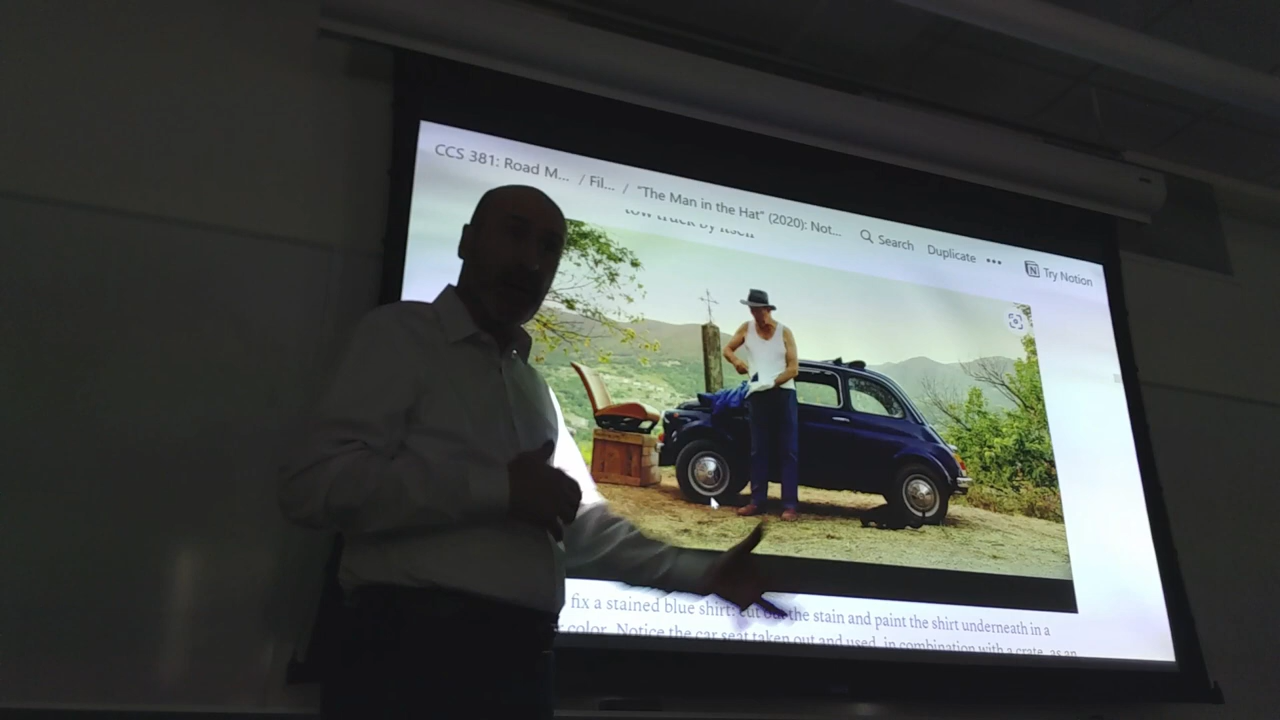 CCS 381: Road M... / Fil... / "The Man in the Hat" (2020): Not... Search Duplicate ••• Try Notion
tow truck by itself
fix a stained blue shirt: cut out the stain and paint the shirt underneath in a
color. Notice the car seat taken out and used, in combination with a crate, as an